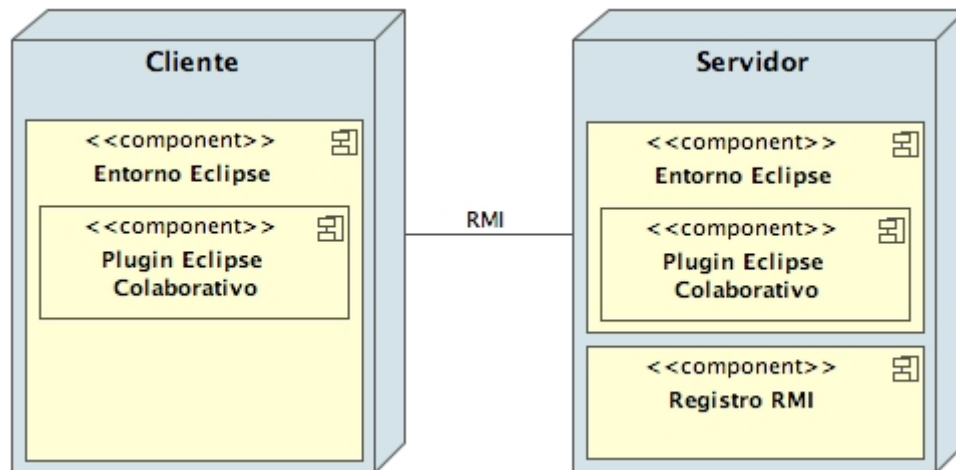 Cliente
<<component>>
Entorno Eclipse
<<component>>
Plugin Eclipse
Colaborativo
RMI
Servidor
<<component>>
Entorno Eclipse
<<component>>
Plugin Eclipse
Colaborativo
<<component>>
Registro RMI